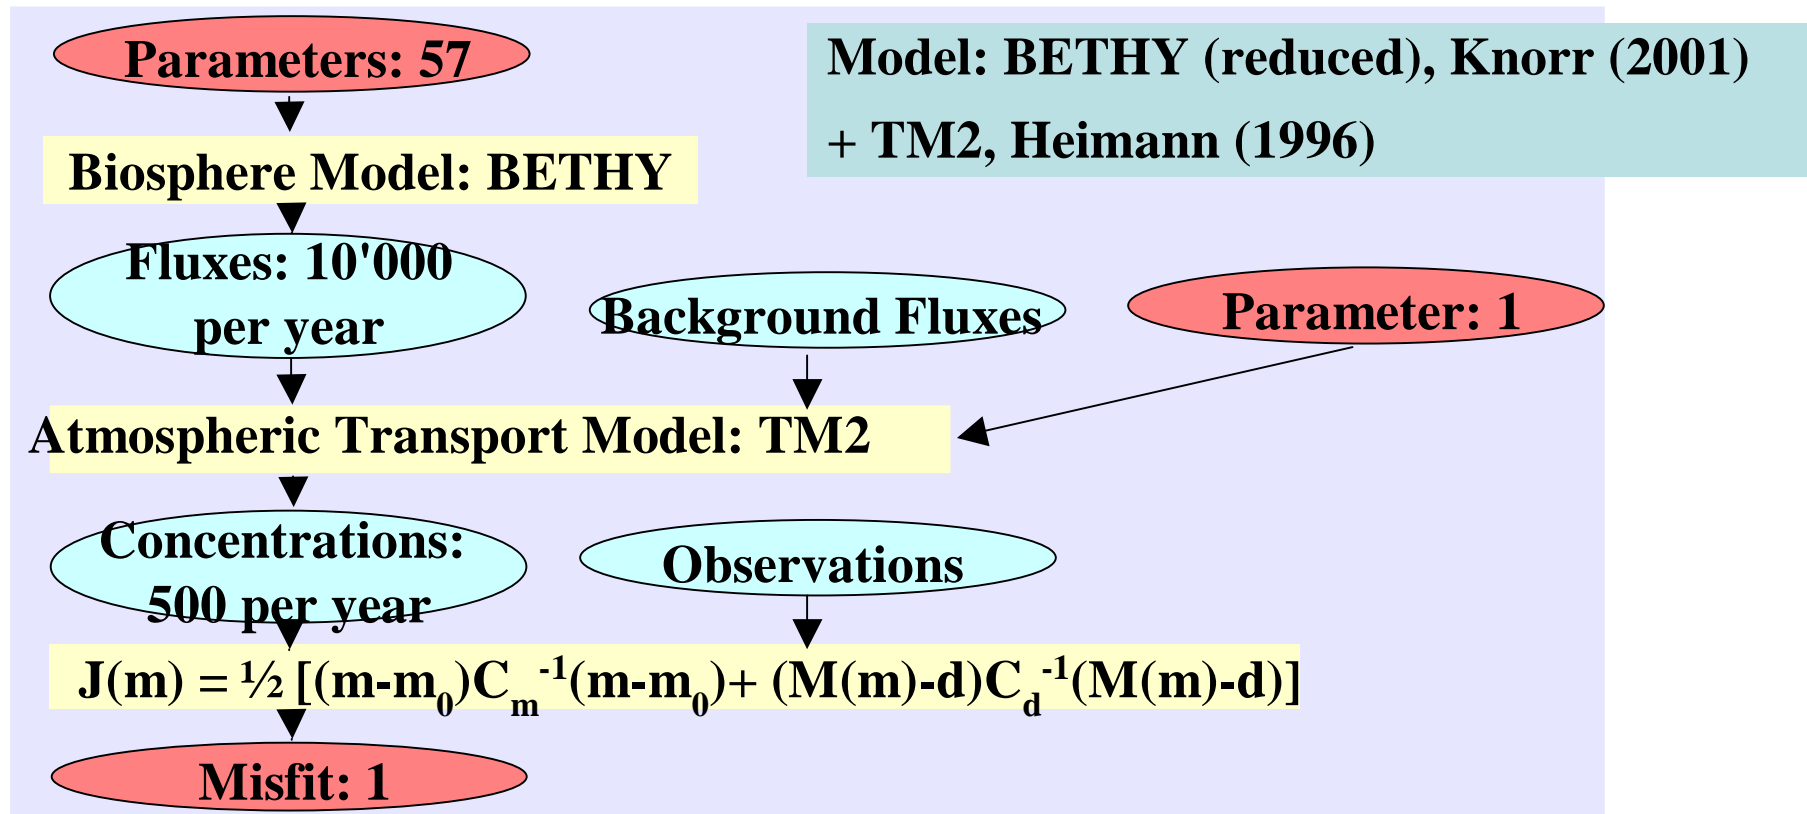 Parameters: 57
Model: BETHY (reduced), Knorr (2001)
+ TM2, Heimann (1996)
Biosphere Model: BETHY
Fluxes: 10'000
per year
Background Fluxes
Parameter: 1
Atmospheric Transport Model: TM2
Concentrations:
500 per year
Observations
J(m) = ½ [(m-m₀)Cₘ⁻¹(m-m₀)+ (M(m)-d)C_d⁻¹(M(m)-d)]
Misfit: 1